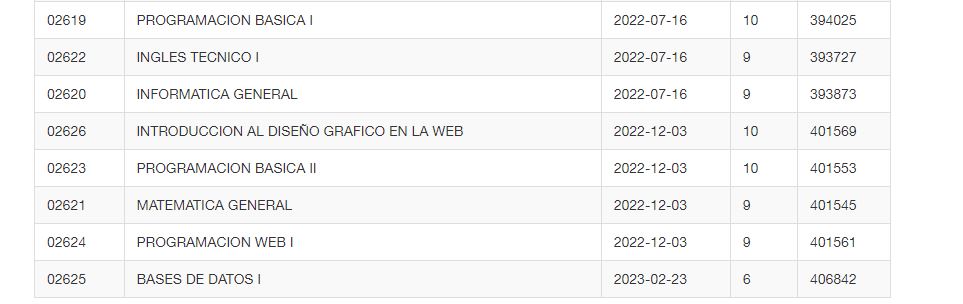 02619 PROGRAMACION BASICA I 2022-07-16 10 394025
02622 INGLES TECNICO I 2022-07-16 9 393727
02620 INFORMATICA GENERAL 2022-07-16 9 393873
02626 INTRODUCCION AL DISEÑO GRAFICO EN LA WEB 2022-12-03 10 401569
02623 PROGRAMACION BASICA II 2022-12-03 10 401553
02621 MATEMATICA GENERAL 2022-12-03 9 401545
02624 PROGRAMACION WEB I 2022-12-03 9 401561
02625 BASES DE DATOS I 2023-02-23 6 406842